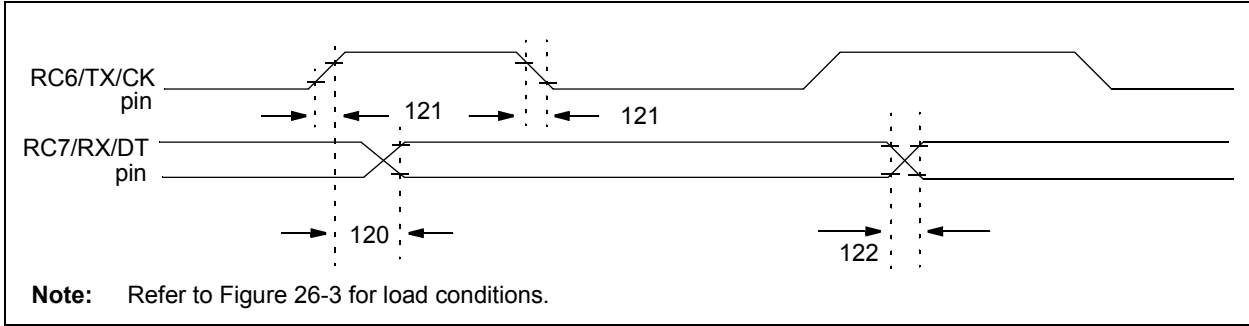 RC6/TX/CK
pin
121
121
RC7/RX/DT
pin
120
122
Note: Refer to Figure 26-3 for load conditions.